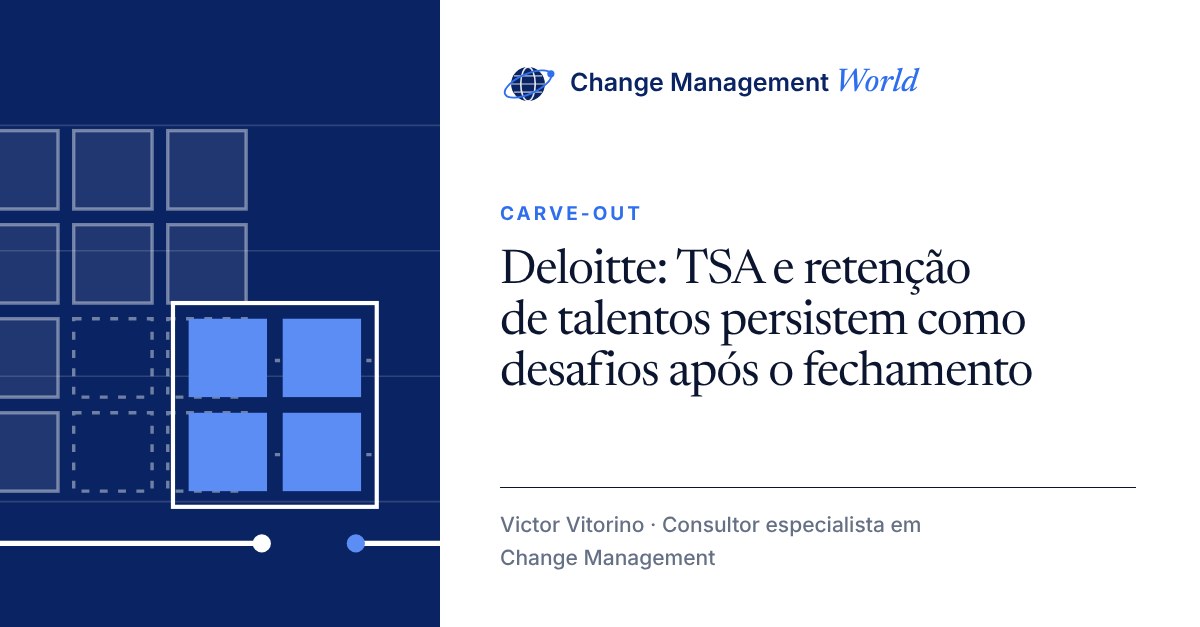 Change Management World
CARVE-OUT
Deloitte: TSA e retenção
de talentos persistem como
desafios após o fechamento
Victor Vitorino · Consultor especialista em
Change Management